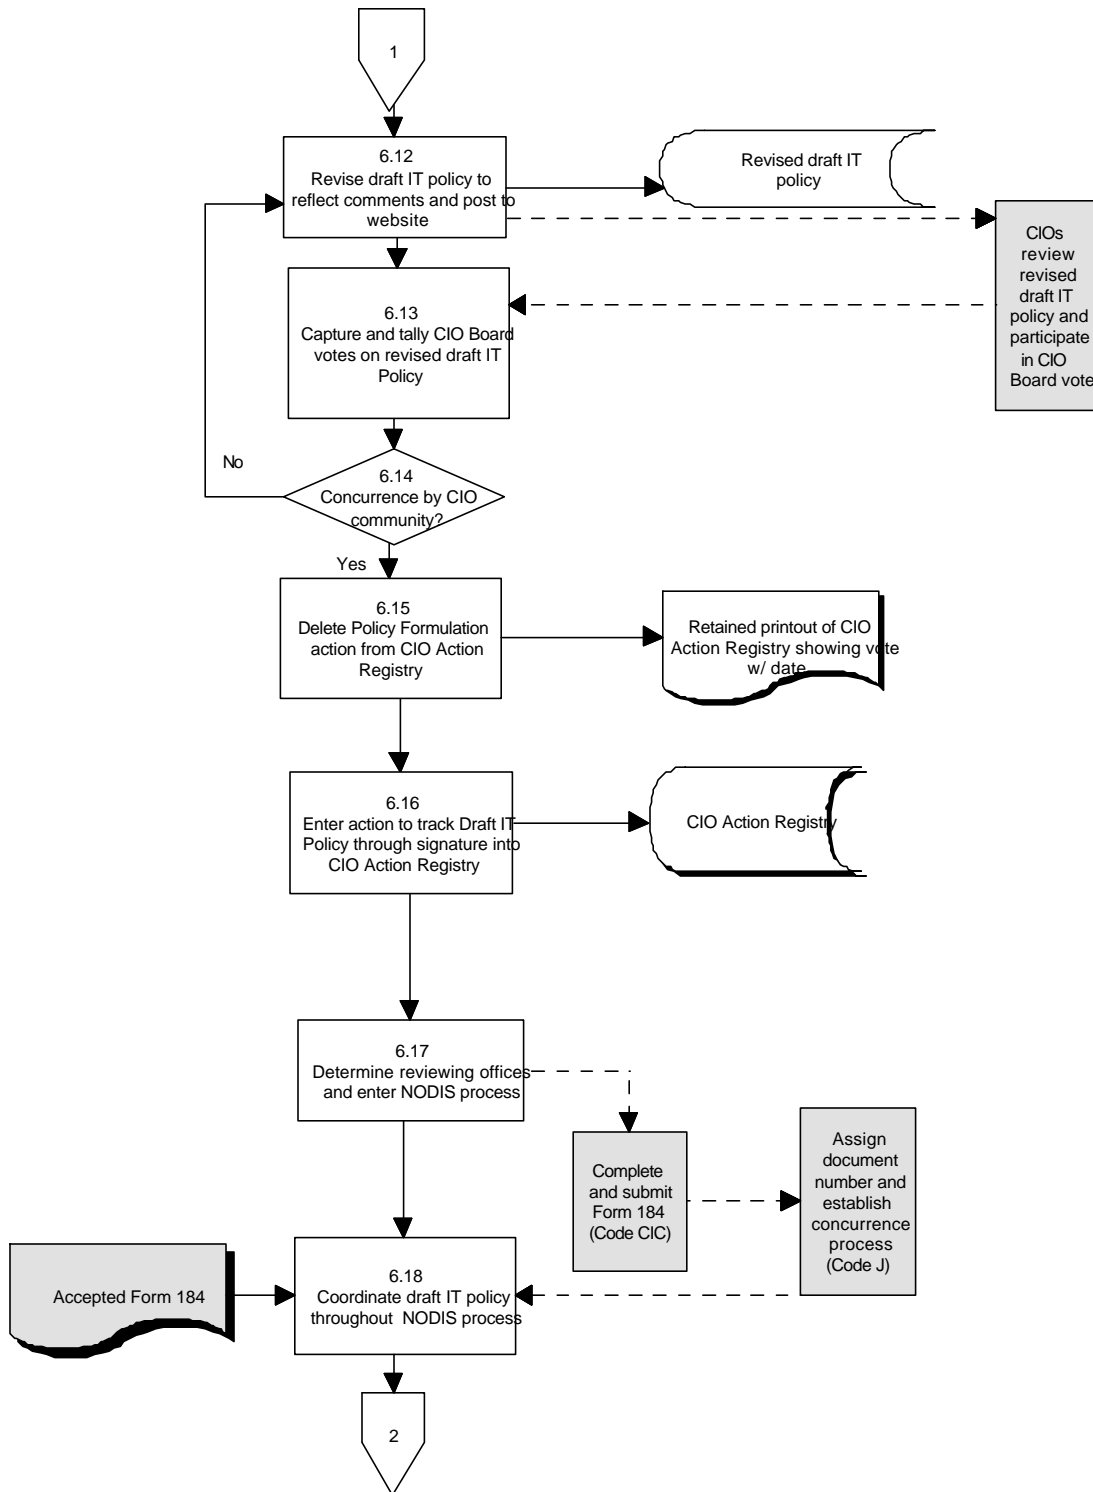 1
6.12
Revise draft IT policy to
reflect comments and post to
website
Revised draft IT
policy
CIOs
review
revised
draft IT
policy and
participate
in CIO
Board vote
6.13
Capture and tally CIO Board
votes on revised draft IT
Policy
No
6.14
Concurrence by CIO
community?
Yes
6.15
Delete Policy Formulation
action from CIO Action
Registry
Retained printout of CIO
Action Registry showing vote
w/ date
6.16
Enter action to track Draft IT
Policy through signature into
CIO Action Registry
CIO Action Registry
6.17
Determine reviewing offices
and enter NODIS process
Complete
and submit
Form 184
(Code CIC)
Assign
document
number and
establish
concurrence
process
(Code J)
Accepted Form 184
6.18
Coordinate draft IT policy
throughout NODIS process
2